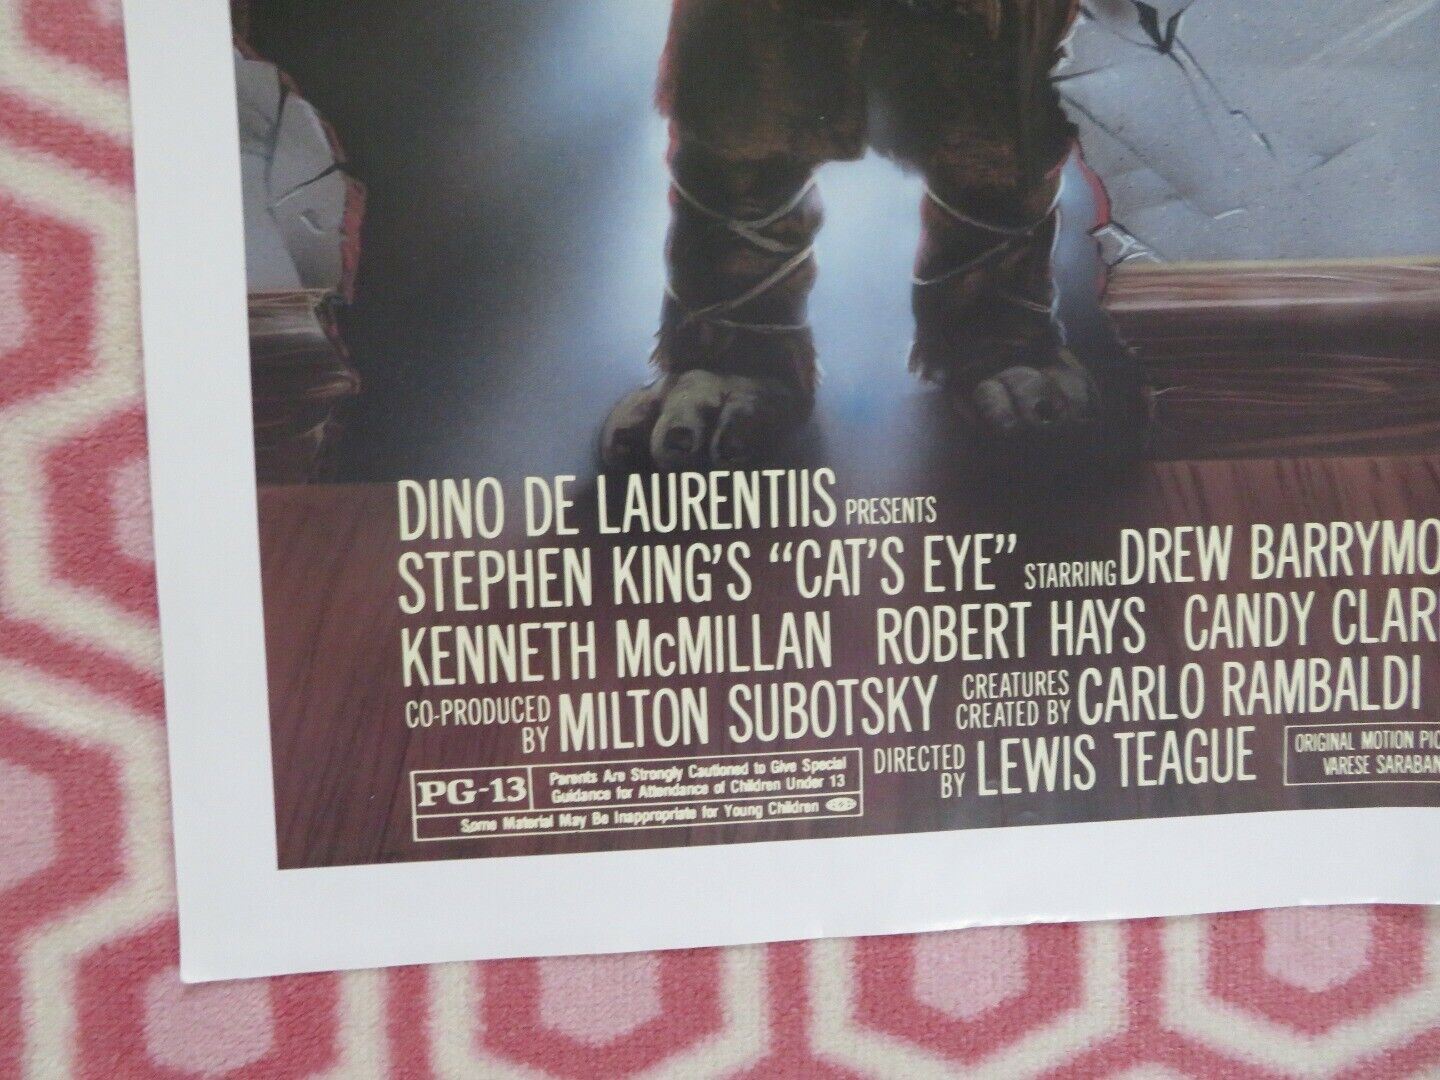 DINO DE LAURENTIIS PRESENTS
STEPHEN KING'S "CAT'S EYE" STARRING DREW BARRYMO
KENNETH McMILLAN ROBERT HAYS CANDY CLAR
CO-PRODUCED BY MILTON SUBOTSKY CREATURES CREATED BY CARLO RAMBALDI
DIRECTED BY LEWIS TEAGUE
ORIGINAL MOTION PIC
VARESE SARABAN
PG-13
Parents Are Strongly Cautioned to Give Special
Guidance for Attendance of Children Under 13
Some Material May Be Inappropriate for Young Children